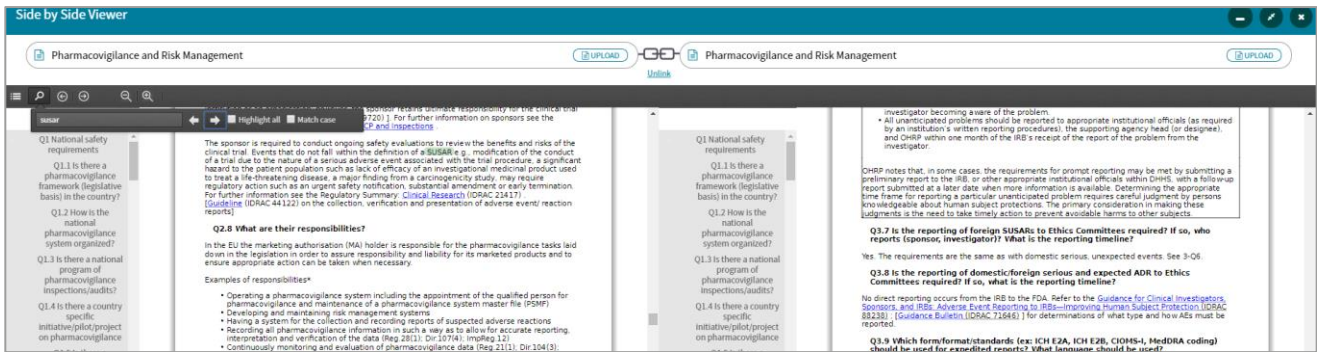 Side by Side Viewer
Pharmacovigilance and Risk Management
UPLOAD
Unlink
Pharmacovigilance and Risk Management
UPLOAD
susar
Highlight all
Match case
sponsor retains ultimate responsibility for the clinical trial
9720) ]. For further information on sponsors see the
CP and Inspections .
The sponsor is required to conduct ongoing safety evaluations to review the benefits and risks of the
clinical trial. Events that do not fall within the definition of a SUSAR e.g., modification of the conduct
of a trial due to the nature of a serious adverse event associated with the trial procedure, a significant
hazard to the patient population such as lack of efficacy of an investigational medicinal product used
to treat a life-threatening disease, a major finding from a carcinogenicity study, may require
regulatory action such as an urgent safety notification, substantial amendment or early termination.
For further information see the Regulatory Summary: Clinical Research (IDRAC 21417) .
[Guideline (IDRAC 44122) on the collection, verification and presentation of adverse event/ reaction
reports]
Q2.8 What are their responsibilities?
In the EU the marketing authorisation (MA) holder is responsible for the pharmacovigilance tasks laid
down in the legislation in order to assure responsibility and liability for its marketed products and to
ensure appropriate action can be taken when necessary.
Examples of responsibilities*
• Operating a pharmacovigilance system including the appointment of the qualified person for
pharmacovigilance and maintenance of a pharmacovigilance system master file (PSMF)
• Developing and maintaining risk management systems
• Having a system for the collection and recording reports of suspected adverse reactions
• Recording all pharmacovigilance information in such a way as to allow for accurate reporting,
interpretation and verification of the data (Reg.28(1); Dir.107(4); ImpReg.12)
• Continuously monitoring and evaluation of pharmacovigilance data (Reg.21(1); Dir.104(3);
Q1 National safety
requirements
Q1.1 Is there a
pharmacovigilance
framework (legislative
basis) in the country?
Q1.2 How is the
national
pharmacovigilance
system organized?
Q1.3 Is there a national
program of
pharmacovigilance
inspections/audits?
Q1.4 Is there a country
specific
initiative/pilot/project
on pharmacovigilance
Q1 National safety
requirements
Q1.1 Is there a
pharmacovigilance
framework (legislative
basis) in the country?
Q1.2 How is the
national
pharmacovigilance
system organized?
Q1.3 Is there a national
program of
pharmacovigilance
inspections/audits?
Q1.4 Is there a country
specific
initiative/pilot/project
on pharmacovigilance
investigator becoming aware of the problem.
• All unanticipated problems should be reported to appropriate institutional officials (as required
by an institution's written reporting procedures), the supporting agency head (or designee),
and OHRP within one month of the IRB's receipt of the report of the problem from the
investigator.
OHRP notes that, in some cases, the requirements for prompt reporting may be met by submitting a
preliminary report to the IRB, or other appropriate institutional officials within DHHS, with a follow-up
report submitted at a later date when more information is available. Determining the appropriate
time frame for reporting a particular unanticipated problem requires careful judgment by persons
knowledgeable about human subject protections. The primary consideration in making these
judgments is the need to take timely action to prevent avoidable harms to other subjects.
Q3.7 Is the reporting of foreign SUSARs to Ethics Committees required? If so, who
reports (sponsor, investigator)? What is the reporting timeline?
Yes. The requirements are the same as with domestic serious, unexpected events. See 3-Q6.
Q3.8 Is the reporting of domestic/foreign serious and expected ADR to Ethics
Committees required? If so, what is the reporting timeline?
No direct reporting occurs from the IRB to the FDA. Refer to the Guidance for Clinical Investigators,
Sponsors, and IRBs: Adverse Event Reporting to IRBs—Improving Human Subject Protection (IDRAC
88238) ; [Guidance Bulletin (IDRAC 71646) ] for determinations of what type and how AEs must be
reported.
Q3.9 Which form/format/standards (ex: ICH E2A, ICH E2B, CIOMS-I, MedDRA coding)
should be used for expedited reports? What language should be used?